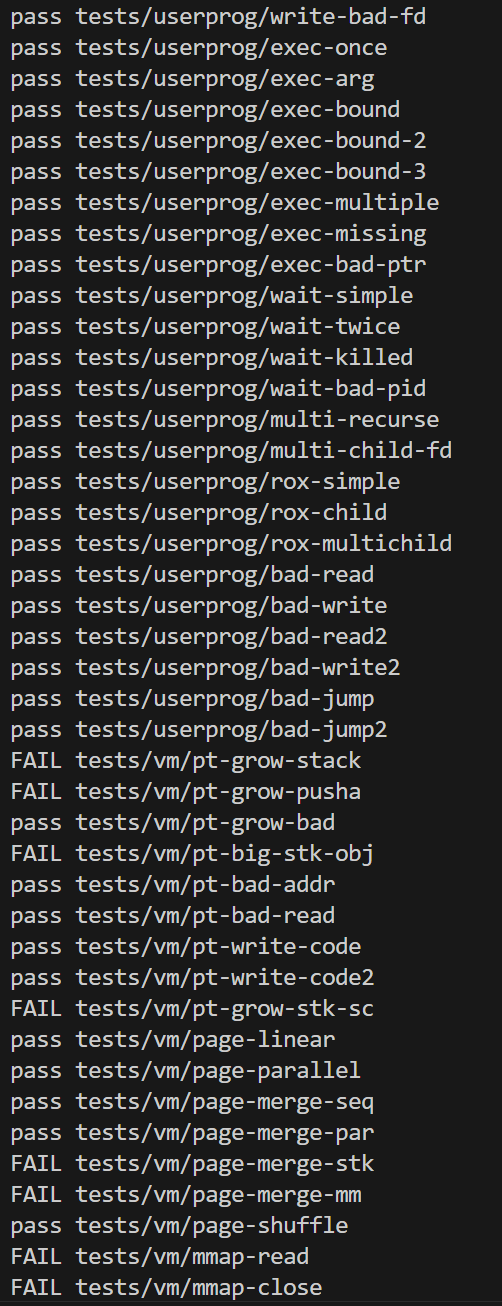 pass tests/userprog/write-bad-fd
pass tests/userprog/exec-once
pass tests/userprog/exec-arg
pass tests/userprog/exec-bound
pass tests/userprog/exec-bound-2
pass tests/userprog/exec-bound-3
pass tests/userprog/exec-multiple
pass tests/userprog/exec-missing
pass tests/userprog/exec-bad-ptr
pass tests/userprog/wait-simple
pass tests/userprog/wait-twice
pass tests/userprog/wait-killed
pass tests/userprog/wait-bad-pid
pass tests/userprog/multi-recurse
pass tests/userprog/multi-child-fd
pass tests/userprog/rox-simple
pass tests/userprog/rox-child
pass tests/userprog/rox-multichild
pass tests/userprog/bad-read
pass tests/userprog/bad-write
pass tests/userprog/bad-read2
pass tests/userprog/bad-write2
pass tests/userprog/bad-jump
pass tests/userprog/bad-jump2
FAIL tests/vm/pt-grow-stack
FAIL tests/vm/pt-grow-pusha
pass tests/vm/pt-grow-bad
FAIL tests/vm/pt-big-stk-obj
pass tests/vm/pt-bad-addr
pass tests/vm/pt-bad-read
pass tests/vm/pt-write-code
pass tests/vm/pt-write-code2
FAIL tests/vm/pt-grow-stk-sc
pass tests/vm/page-linear
pass tests/vm/page-parallel
pass tests/vm/page-merge-seq
pass tests/vm/page-merge-par
FAIL tests/vm/page-merge-stk
FAIL tests/vm/page-merge-mm
pass tests/vm/page-shuffle
FAIL tests/vm/mmap-read
FAIL tests/vm/mmap-close